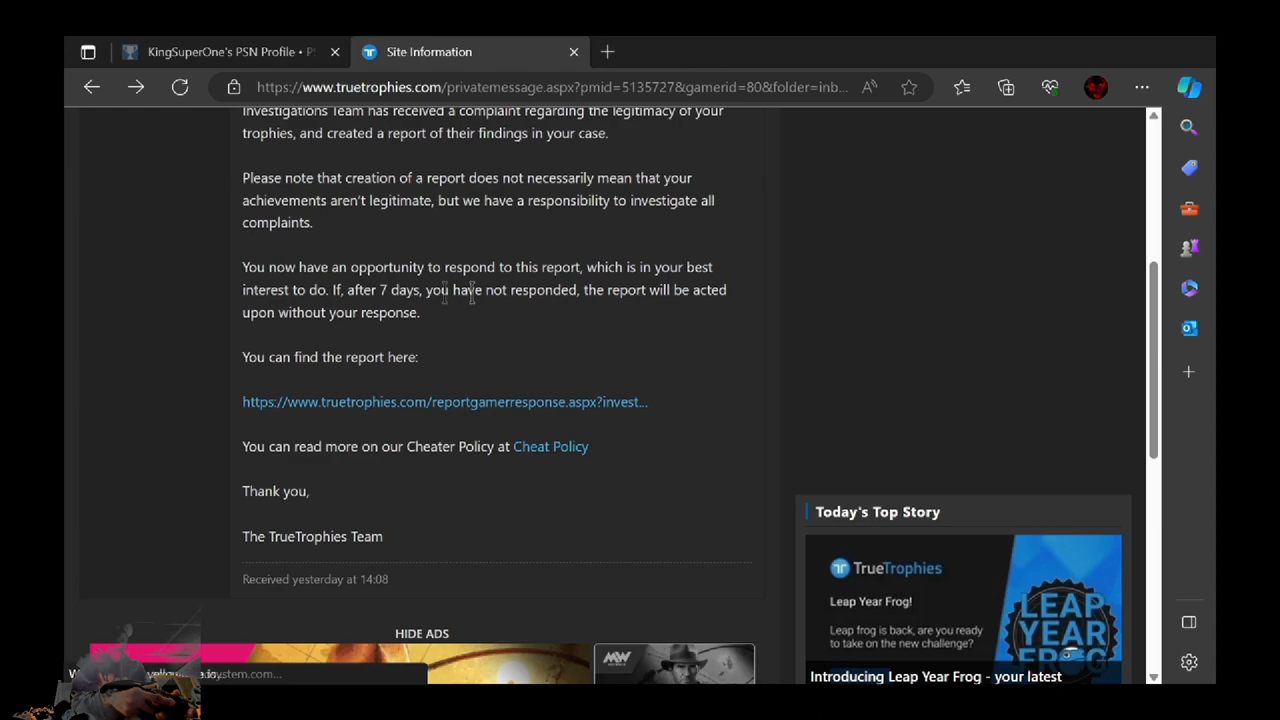 KingSuperOne's PSN Profile • P
Site Information
https://www.truetrophies.com/privatemessage.aspx?pmid=5135727&gamerid=80&folder=inb...
Investigations Team has received a complaint regarding the legitimacy of your
trophies, and created a report of their findings in your case.
Please note that creation of a report does not necessarily mean that your
achievements aren't legitimate, but we have a responsibility to investigate all
complaints.
You now have an opportunity to respond to this report, which is in your best
interest to do. If, after 7 days, you have not responded, the report will be acted
upon without your response.
You can find the report here:
https://www.truetrophies.com/reportgamerresponse.aspx?invest...
You can read more on our Cheater Policy at Cheat Policy
Thank you,
The TrueTrophies Team
Received yesterday at 14:08
HIDE ADS
Today's Top Story
TrueTrophies
Leap Year Frog!
Leap frog is back, are you ready
to take on the new challenge?
LEAP
YEAR
FROG
Introducing Leap Year Frog - your latest